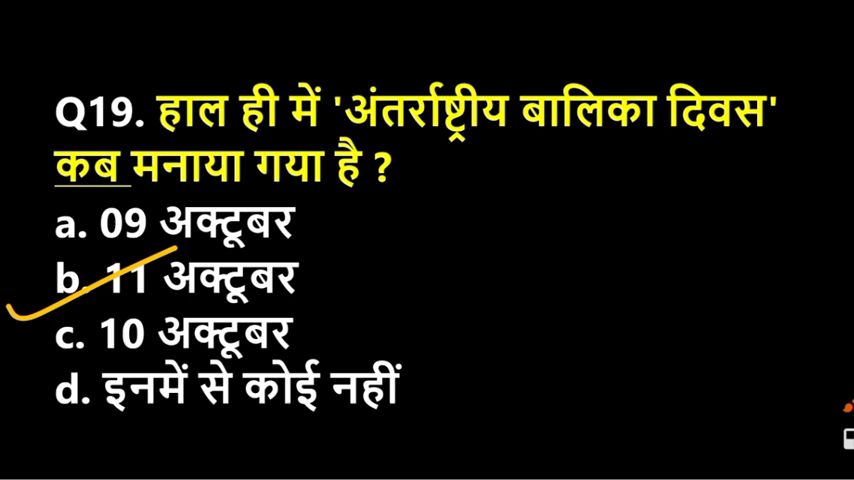 Q19. हाल ही में 'अंतर्राष्ट्रीय बालिका दिवस'
कब मनाया गया है ?
a. 09 अक्टूबर
b. 11 अक्टूबर
c. 10 अक्टूबर
d. इनमें से कोई नहीं